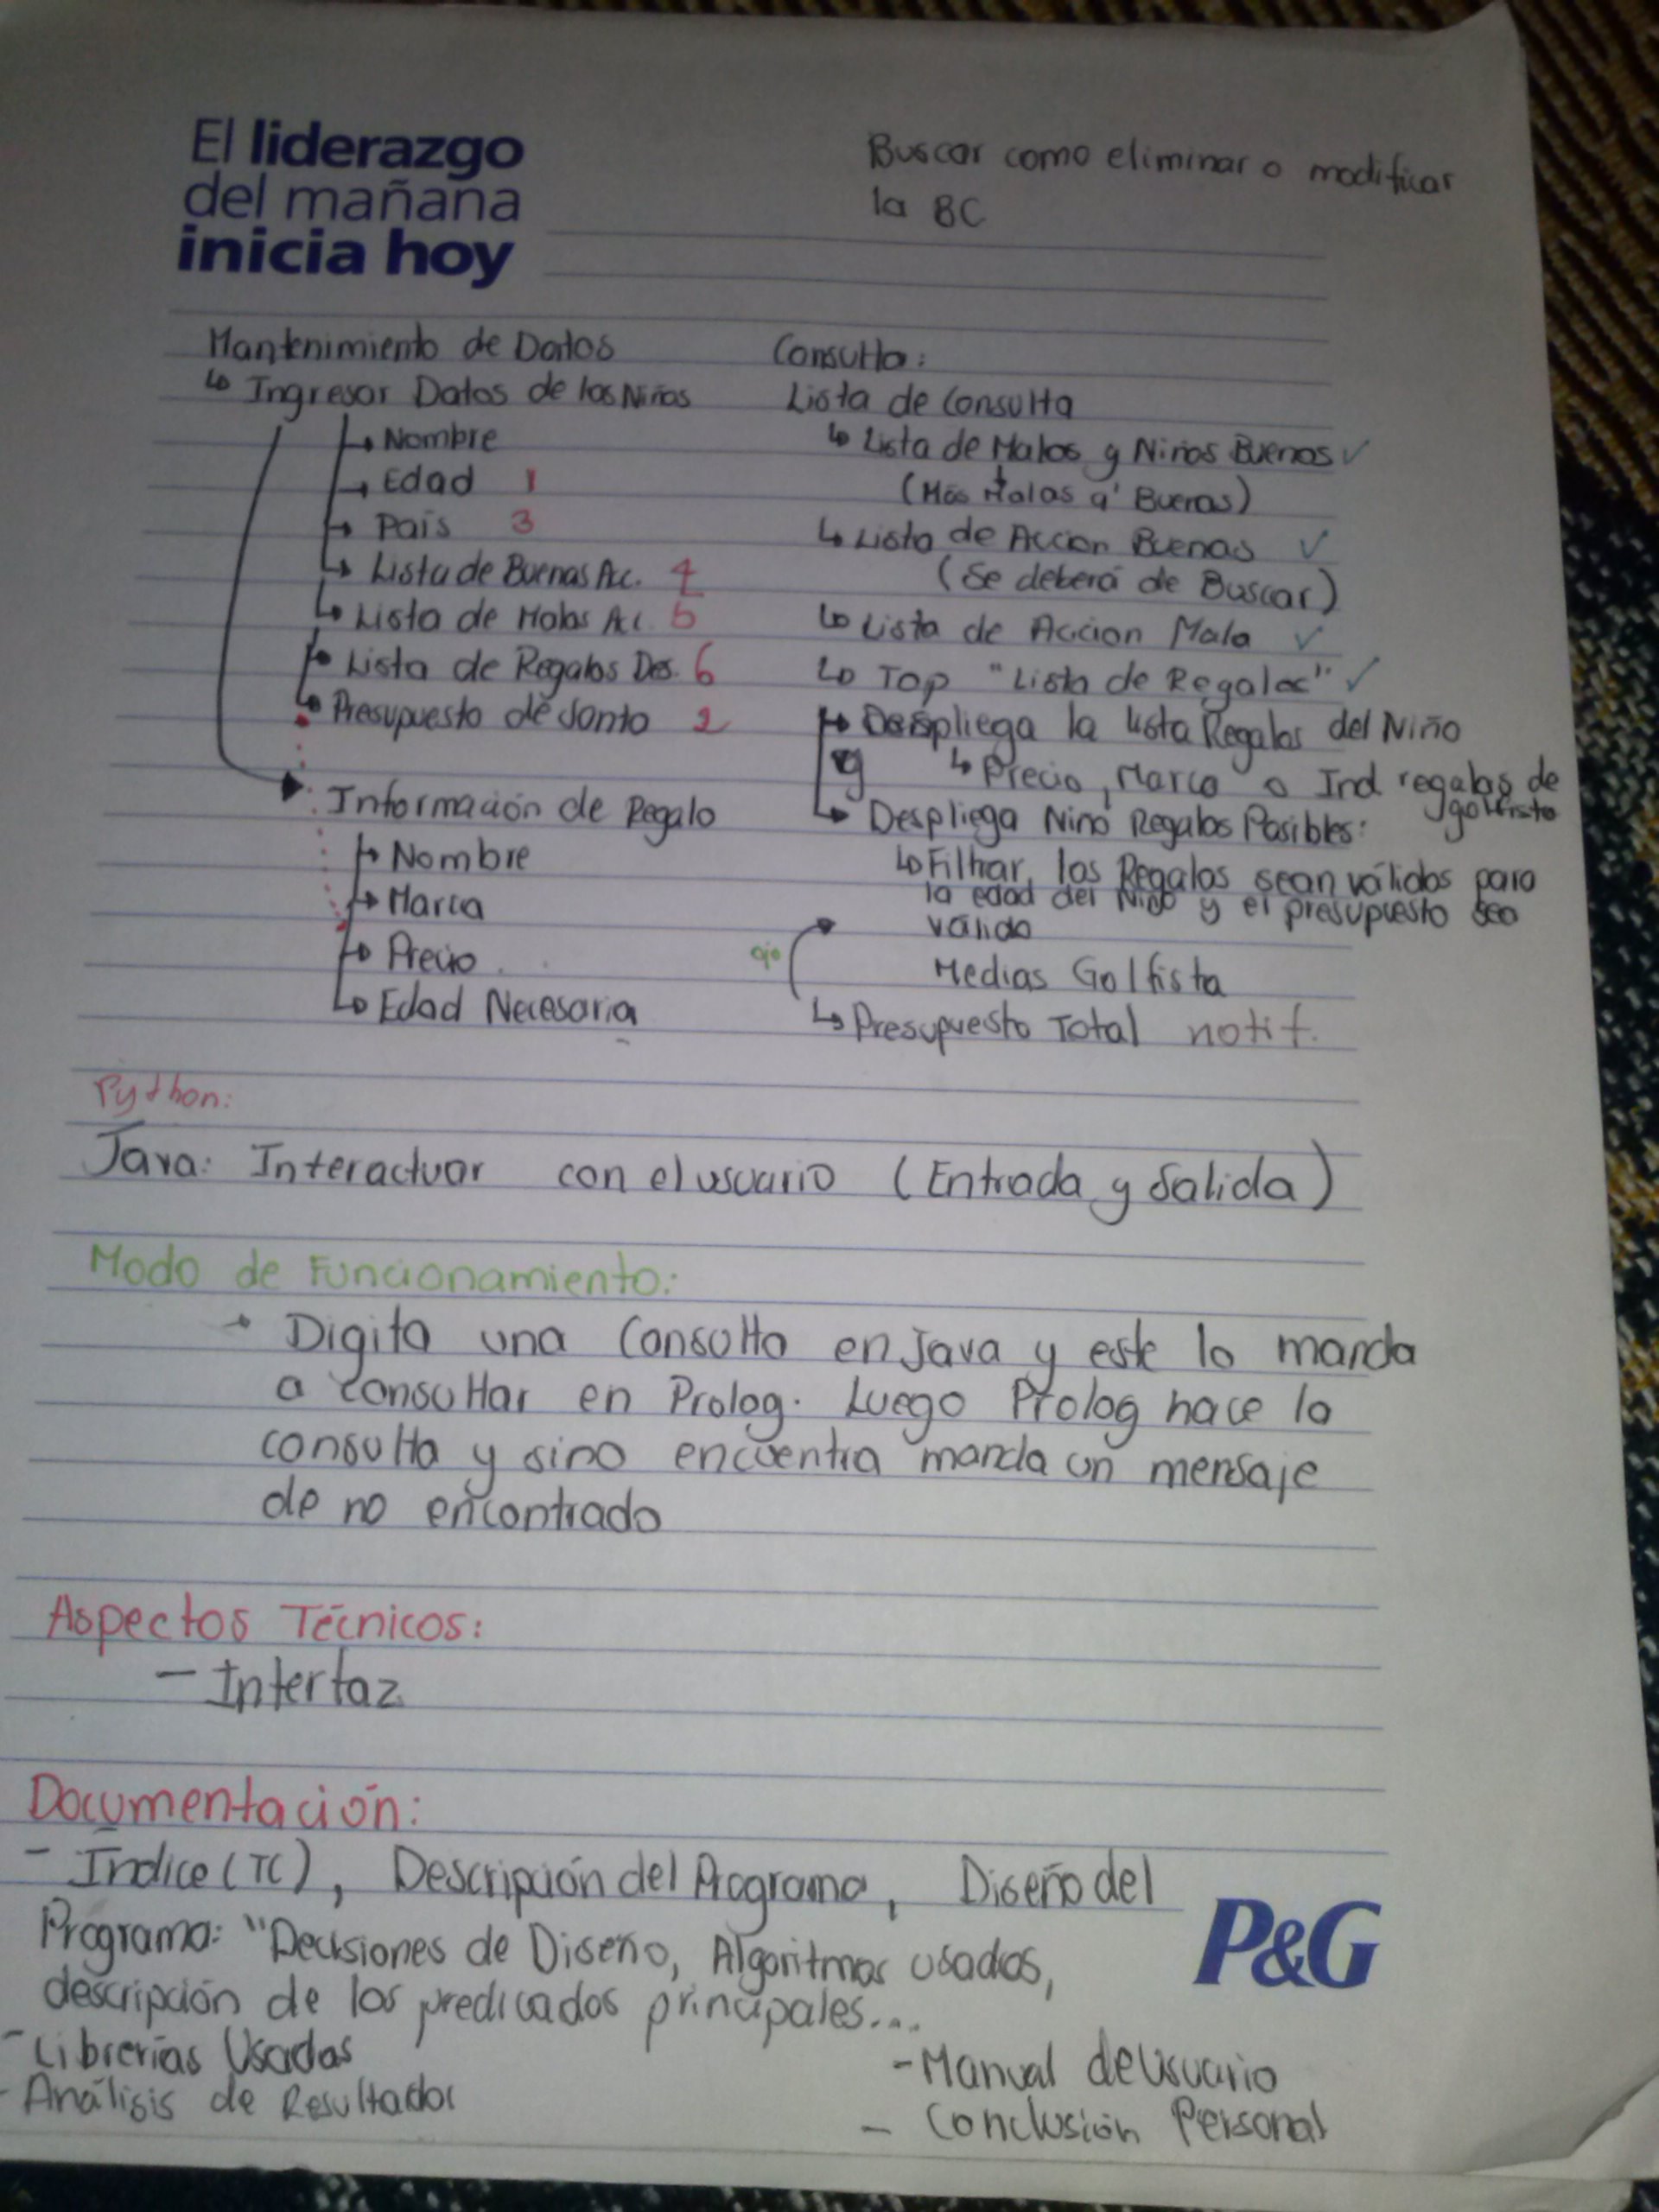 El liderazgo
del mañana
inicia hoy
Buscar como eliminar o modificar
la BC
Mantenimiento de Datos
↳ Ingresar Datos de los Niños
→ Nombre
→ Edad 1
→ País 3
↳ Lista de Buenas Acc. 4
↳ Lista de Malas Acc. 5
→ Lista de Regalos Des. 6
↳ Presupuesto de Santo 2
Información de Regalo
→ Nombre
→ Marca
→ Precio
↳ Edad Necesaria
Consulta:
Lista de Consulta
↳ Lista de Malos y Niños Buenos ✓
(Más Malas a' Buenas)
↳ Lista de Accion Buenas ✓
(Se deberá de Buscar)
↳ Lista de Accion Mala ✓
↳ Top "Lista de Regalos" ✓
→ Despliega la lista Regalos del Niño
y ↳ Precio, Marca o Ind regalos de
golfista
↳ Despliega Nino Regalos Posibles:
↳ Filtrar, los Regalos sean válidos para
la edad del Niño y el presupuesto sea
válido
ojo
Medias Golfista
↳ Presupuesto Total notif.
Python:
Java: Interactuar con el usuario (Entrada y Salida)
Modo de Funcionamiento:
• Digita una Consulta en Java y este lo manda
a consultar en Prolog. Luego Prolog hace la
consulta y sino encuentra manda un mensaje
de no encontrado
Aspectos Técnicos:
- Interfaz
Documentación:
- Índice (TC), Descripción del Programa, Diseño del
Programa: "Decisiones de Diseño, Algoritmos usados,
descripción de los predicados principales...
- Librerías Usadas
- Análisis de Resultados
- Manual de Usuario
- Conclusión Personal
P&G